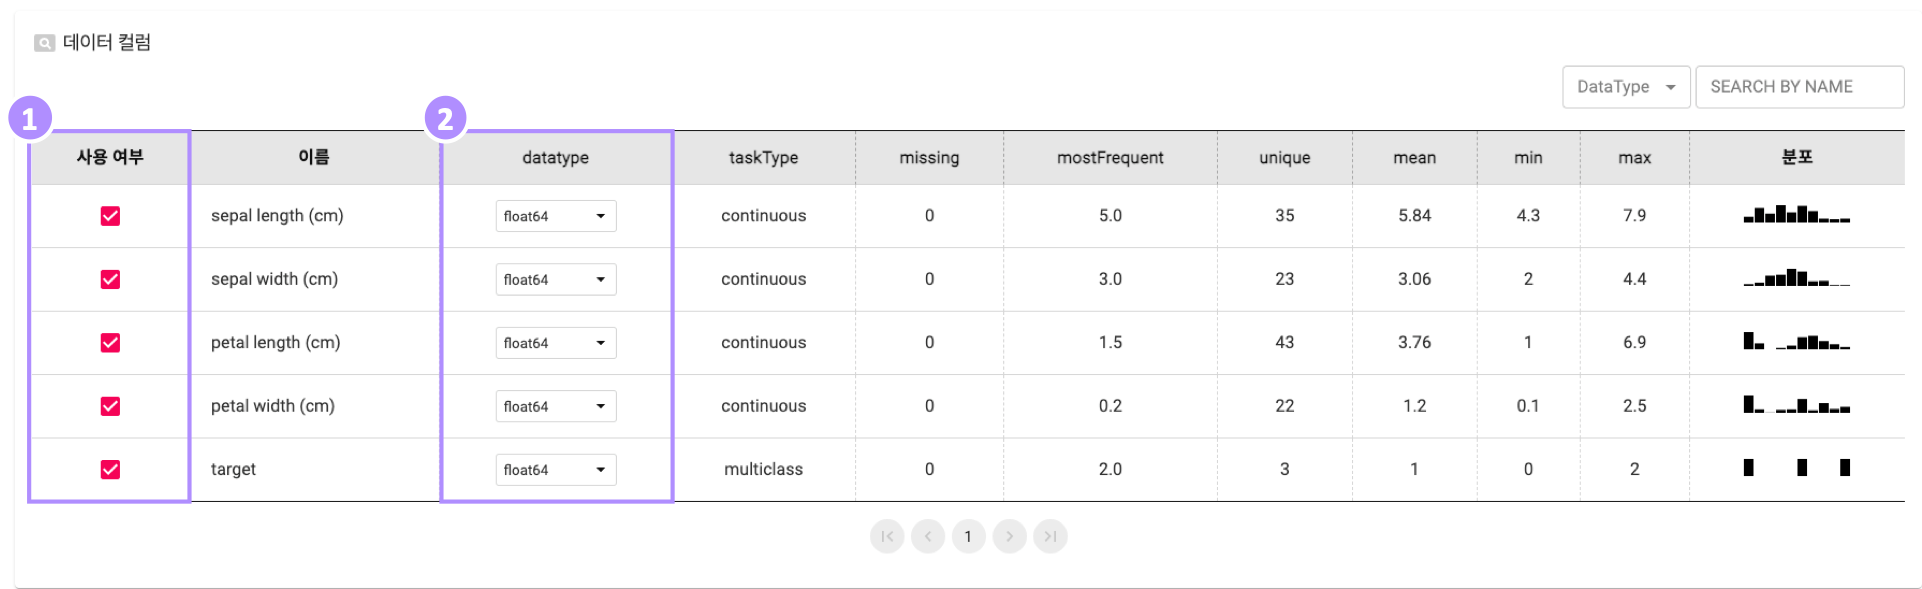 데이터 컬럼
DataType SEARCH BY NAME
1 2
사용 여부 이름 datatype taskType missing mostFrequent unique mean min max 분포
sepal length (cm) float64 continuous 0 5.0 35 5.84 4.3 7.9
sepal width (cm) float64 continuous 0 3.0 23 3.06 2 4.4
petal length (cm) float64 continuous 0 1.5 43 3.76 1 6.9
petal width (cm) float64 continuous 0 0.2 22 1.2 0.1 2.5
target float64 multiclass 0 2.0 3 1 0 2
1